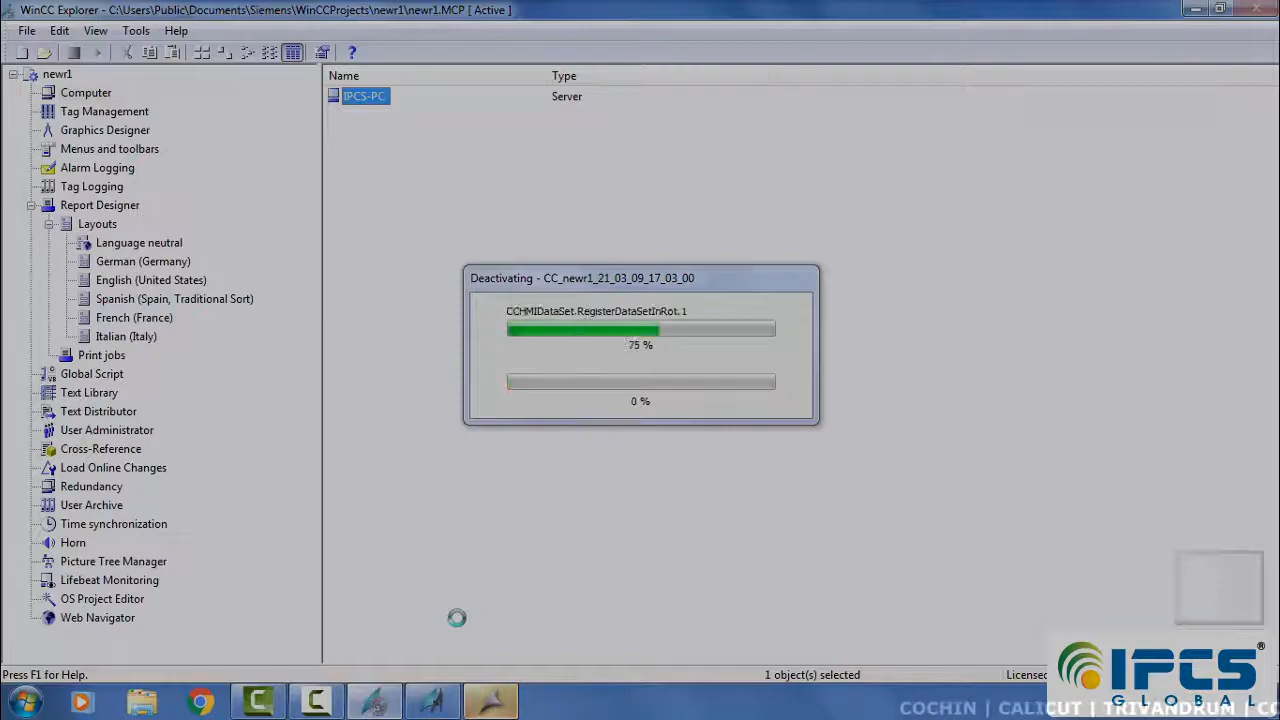 WinCC Explorer - C:\Users\Public\Documents\Siemens\WinCCProjects\newr1\newr1.MCP [ Active ]
File Edit View Tools Help
newr1
Computer
Tag Management
Graphics Designer
Menus and toolbars
Alarm Logging
Tag Logging
Report Designer
Layouts
Language neutral
German (Germany)
English (United States)
Spanish (Spain, Traditional Sort)
French (France)
Italian (Italy)
Print jobs
Global Script
Text Library
Text Distributor
User Administrator
Cross-Reference
Load Online Changes
Redundancy
User Archive
Time synchronization
Horn
Picture Tree Manager
Lifebeat Monitoring
OS Project Editor
Web Navigator
Name Type
IPCS-PC Server
Deactivating - CC_newr1_21_03_09_17_03_00
CCHMIDataSet.RegisterDataSetInRot.1
75 %
0 %
Press F1 for Help. 1 object(s) selected Licensed
IPCS®
GLOBAL
COCHIN | CALICUT | TRIVANDRUM | CO